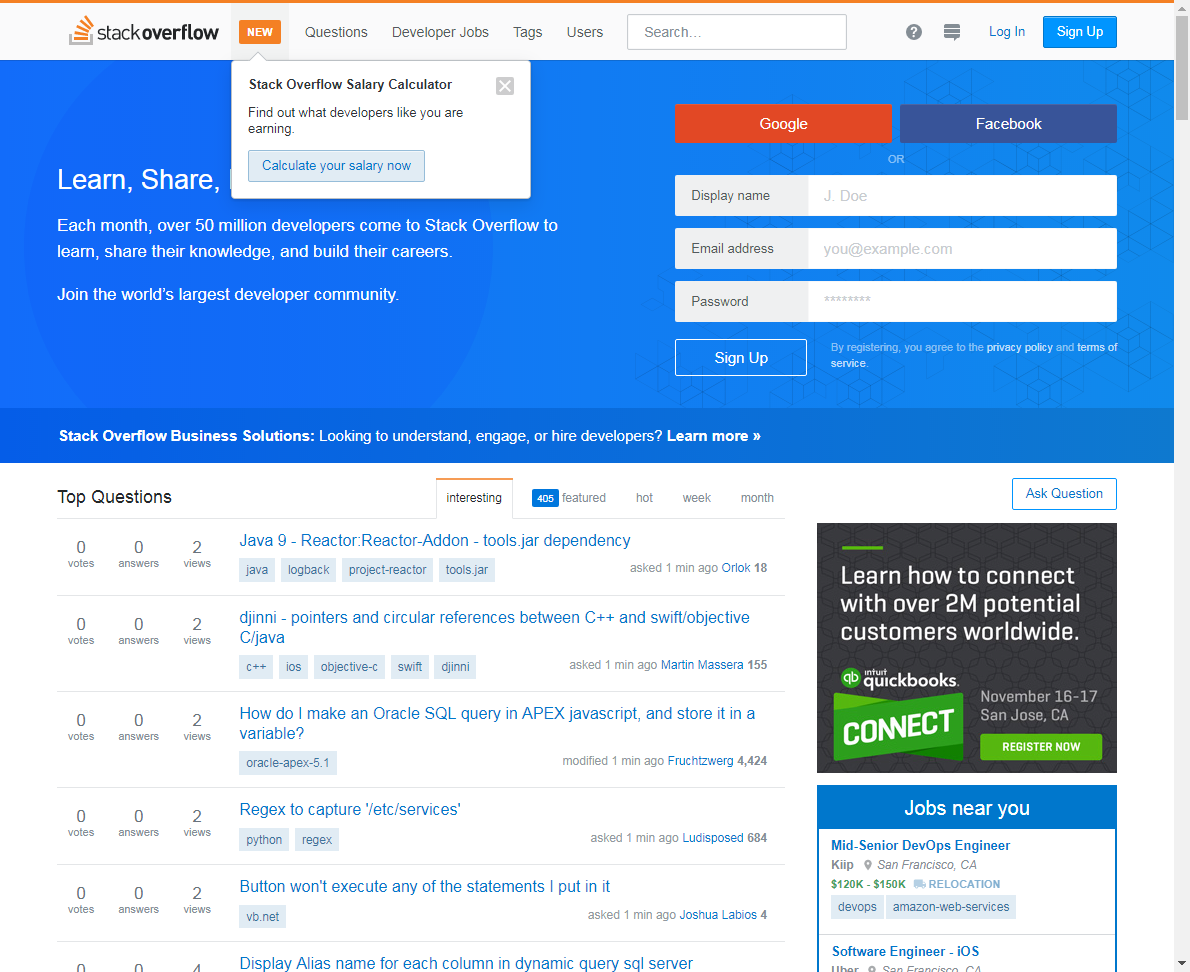 stackoverflow
NEW
Questions
Developer Jobs
Tags
Users
Search...
?
Log In
Sign Up
Stack Overflow Salary Calculator
Find out what developers like you are
earning.
Calculate your salary now
Learn, Share,
Each month, over 50 million developers come to Stack Overflow to
learn, share their knowledge, and build their careers.
Join the world's largest developer community.
Google
Facebook
OR
Display name
J. Doe
Email address
you@example.com
Password
********
Sign Up
By registering, you agree to the privacy policy and terms of
service.
Stack Overflow Business Solutions: Looking to understand, engage, or hire developers? Learn more »
Top Questions
interesting
405 featured
hot
week
month
Ask Question
0 0 2
votes answers views
Java 9 - Reactor:Reactor-Addon - tools.jar dependency
java logback project-reactor tools.jar
asked 1 min ago Orlok 18
0 0 2
votes answers views
djinni - pointers and circular references between C++ and swift/objective
C/java
c++ ios objective-c swift djinni
asked 1 min ago Martin Massera 155
0 0 2
votes answers views
How do I make an Oracle SQL query in APEX javascript, and store it in a
variable?
oracle-apex-5.1
modified 1 min ago Fruchtzwerg 4,424
0 0 2
votes answers views
Regex to capture '/etc/services'
python regex
asked 1 min ago Ludisposed 684
0 0 2
votes answers views
Button won't execute any of the statements I put in it
vb.net
asked 1 min ago Joshua Labios 4
0 0 4
Display Alias name for each column in dynamic query sql server
Learn how to connect
with over 2M potential
customers worldwide.
qb intuit quickbooks.
CONNECT
November 16-17
San Jose, CA
REGISTER NOW
Jobs near you
Mid-Senior DevOps Engineer
Kiip San Francisco, CA
$120K - $150K RELOCATION
devops amazon-web-services
Software Engineer - iOS
Uber San Francisco, CA